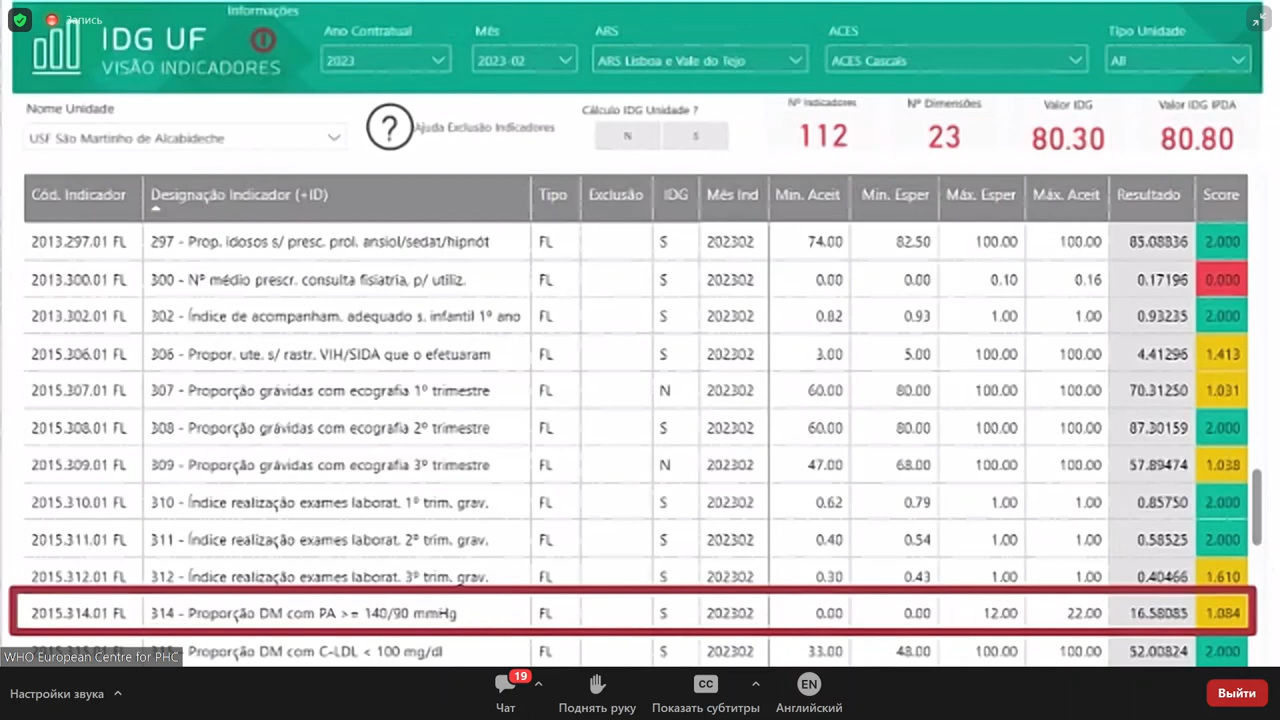 Запись
Informações
IDG UF
VISÃO INDICADORES
Ano Contratual
2023
Mês
2023-02
ARS
ARS Lisboa e Vale do Tejo
ACES
ACES Cascais
Tipo Unidade
All
Nome Unidade
USF São Martinho de Alcabideche
?
Ajuda Exclusão Indicadores
Cálculo IDG Unidade ?
N S
Nº Indicadores
112
Nº Dimensões
23
Valor IDG
80.30
Valor IDG IPDA
80.80
Cód. Indicador Designação Indicador (+ID) Tipo Exclusão IDG Mês Ind Min. Aceit Min. Esper Máx. Esper Máx. Aceit Resultado Score
2013.297.01 FL 297 - Prop. idosos s/ presc. prol. ansiol/sedat/hipnót FL S 202302 74.00 82.50 100.00 100.00 85.08836 2.000
2013.300.01 FL 300 - Nº médio prescr. consulta fisiatria, p/ utiliz. FL S 202302 0.00 0.00 0.10 0.16 0.17196 0.000
2013.302.01 FL 302 - Índice de acompanham. adequado s. infantil 1º ano FL S 202302 0.82 0.93 1.00 1.00 0.93235 2.000
2015.306.01 FL 306 - Propor. ute. s/ rastr. VIH/SIDA que o efetuaram FL S 202302 3.00 5.00 100.00 100.00 4.41296 1.413
2015.307.01 FL 307 - Proporção grávidas com ecografia 1º trimestre FL N 202302 60.00 80.00 100.00 100.00 70.31250 1.031
2015.308.01 FL 308 - Proporção grávidas com ecografia 2º trimestre FL S 202302 60.00 80.00 100.00 100.00 87.30159 2.000
2015.309.01 FL 309 - Proporção grávidas com ecografia 3º trimestre FL N 202302 47.00 68.00 100.00 100.00 57.89474 1.038
2015.310.01 FL 310 - Índice realização exames laborat. 1º trim. grav. FL S 202302 0.62 0.79 1.00 1.00 0.85750 2.000
2015.311.01 FL 311 - Índice realização exames laborat. 2º trim. grav. FL S 202302 0.40 0.54 1.00 1.00 0.58525 2.000
2015.312.01 FL 312 - Índice realização exames laborat. 3º trim. grav. FL S 202302 0.30 0.43 1.00 1.00 0.40466 1.610
2015.314.01 FL 314 - Proporção DM com PA >= 140/90 mmHg FL S 202302 0.00 0.00 12.00 22.00 16.58085 1.084
Proporção DM com C-LDL < 100 mg/dl FL S 202302 33.00 48.00 100.00 100.00 52.00824 2.000
WHO European Centre for PHC
Настройки звука
19
Чат
Поднять руку
CC
Показать субтитры
EN
Английский
Выйти